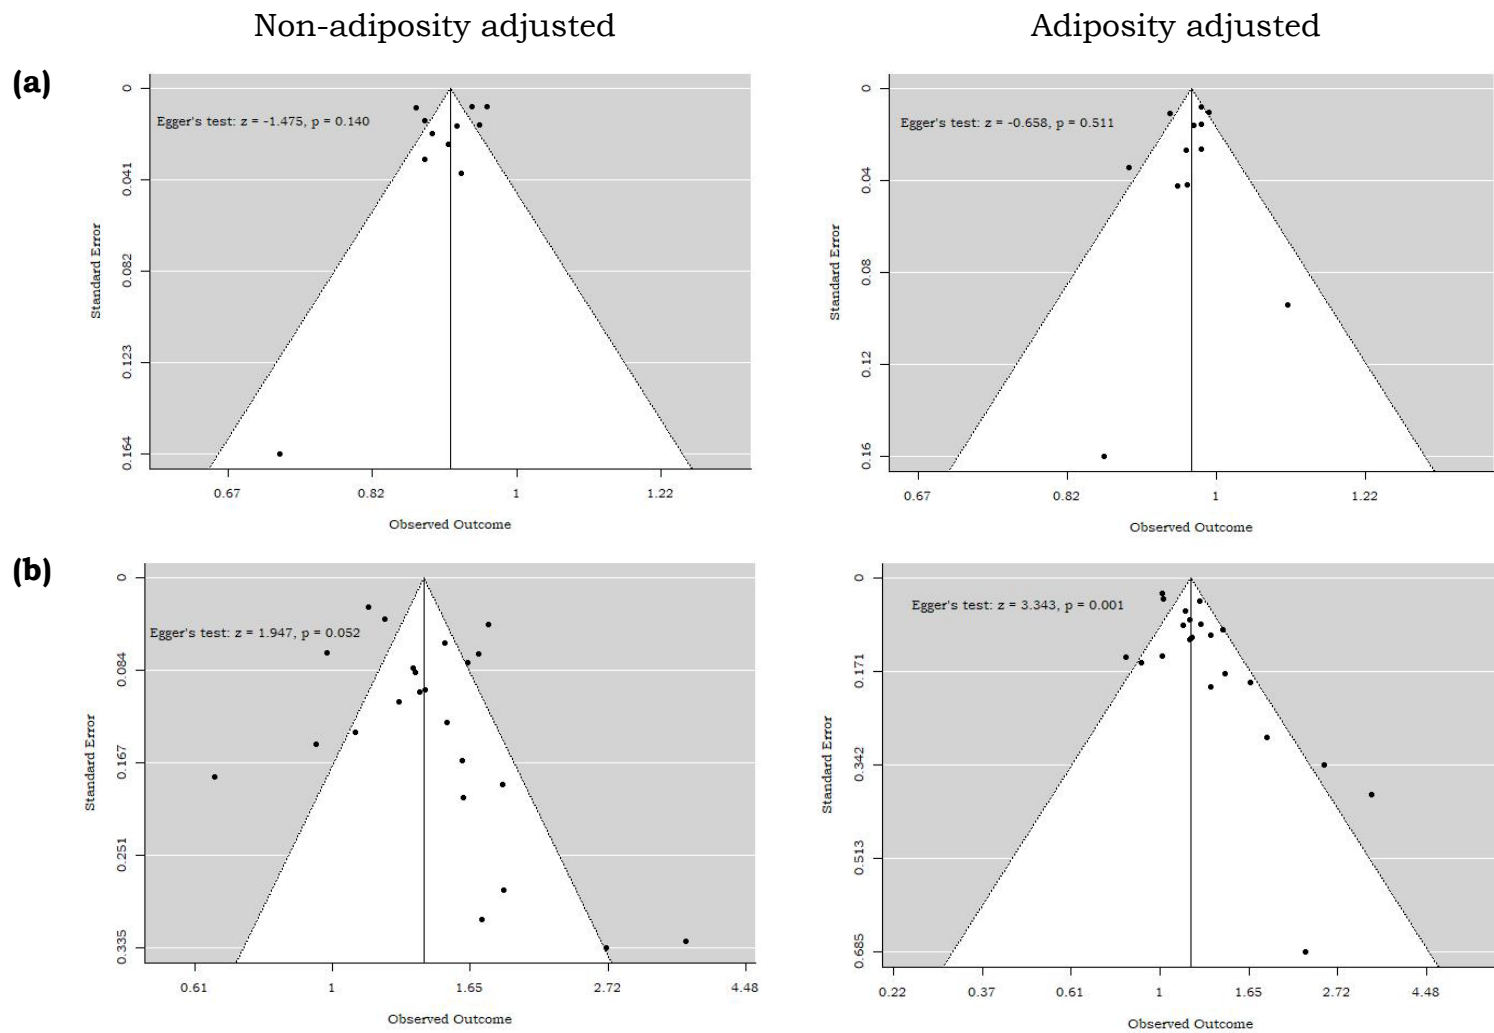 Non-adiposity adjusted
Adiposity adjusted
(a)
Egger's test: z = -1.475, p = 0.140
Standard Error
0
0.041
0.082
0.123
0.164
0.67
0.82
1
1.22
Observed Outcome
Egger's test: z = -0.658, p = 0.511
Standard Error
0
0.04
0.08
0.12
0.16
0.67
0.82
1
1.22
Observed Outcome
(b)
Egger's test: z = 1.947, p = 0.052
Standard Error
0
0.084
0.167
0.251
0.335
0.61
1
1.65
2.72
4.48
Observed Outcome
Egger's test: z = 3.343, p = 0.001
Standard Error
0
0.171
0.342
0.513
0.685
0.22
0.37
0.61
1
1.65
2.72
4.48
Observed Outcome